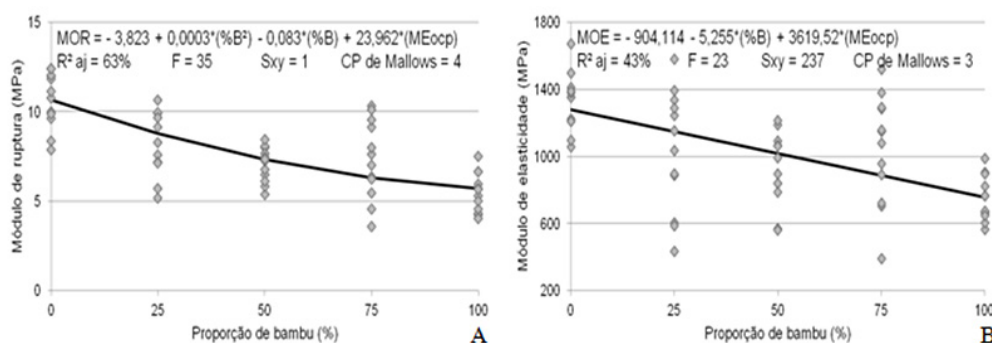 MOR = - 3,823 + 0,0003*(%B²) - 0,083*(%B) + 23,962*(MEocp)
R² aj = 63% F = 35 Sxy = 1 CP de Mallows = 4
Módulo de ruptura (MPa)
15
10
5
0
0 25 50 75 100
Proporção de bambu (%)
A
MOE = - 904,114 - 5,255*(%B) + 3619,52*(MEocp)
R² aj = 43% F = 23 Sxy = 237 CP de Mallows = 3
Módulo de elasticidade (MPa)
1800
1400
1000
600
200
0 25 50 75 100
Proporção de bambu (%)
B